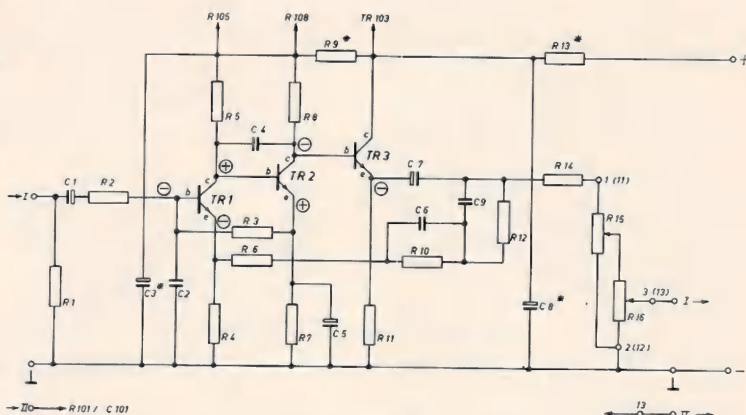 R105 R108 TR103
R9* R13* +
R5 R8
C4 c ⊖ c
b TR3
c ⊕ b TR2 e ⊖ C7 R14 1 (11)
I C1 R2 ⊖ b TR1 e ⊕ C6 C9 R15
e ⊖ R3 R12
R6 R10 3 (13) I
R1 C3* C2 C8* R16
R4 R7 C5 R11 2 (12)
-
II R101 / C101 13 II